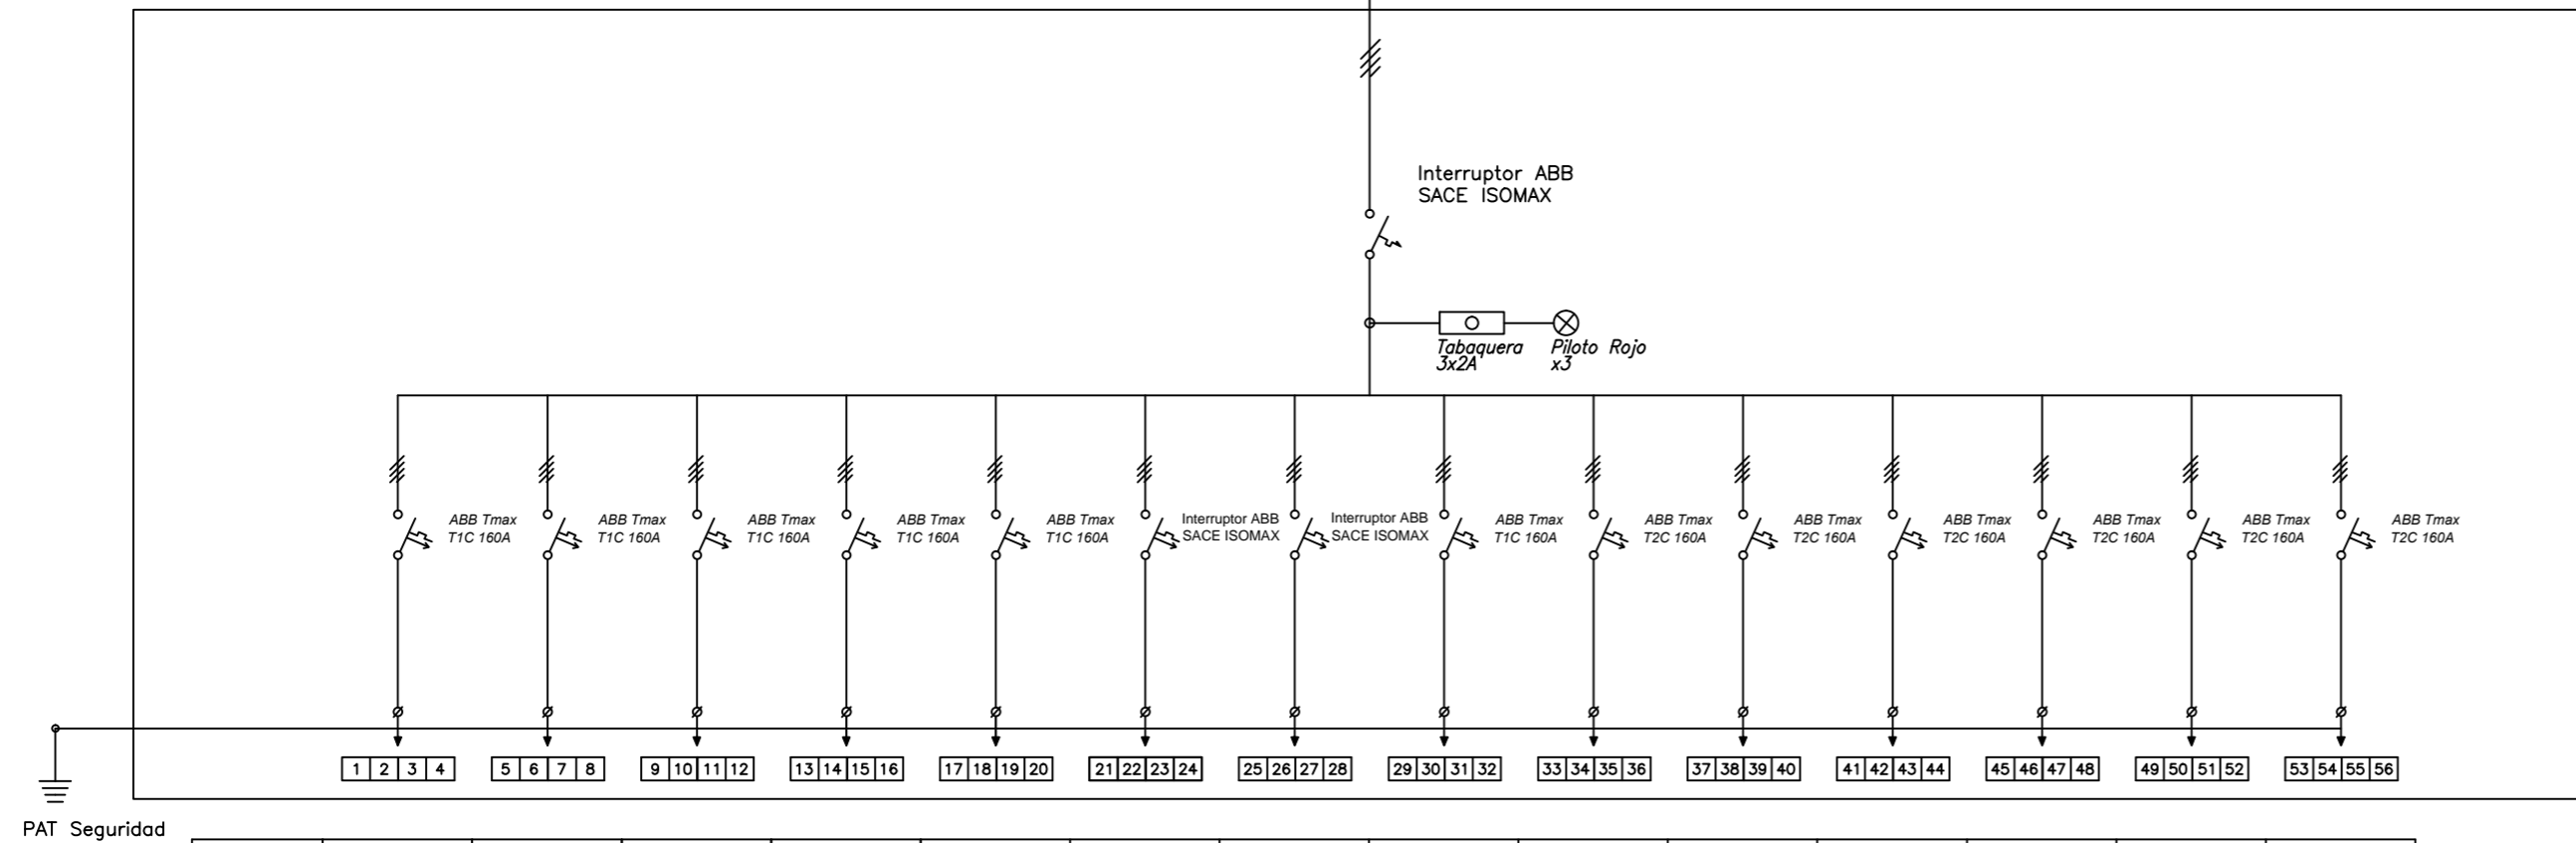 Interruptor ABB
SACE ISOMAX
Tabaquera
3x2A
Piloto Rojo
x3
ABB Tmax
T1C 160A
ABB Tmax
T1C 160A
ABB Tmax
T1C 160A
ABB Tmax
T1C 160A
ABB Tmax
T1C 160A
Interruptor ABB
SACE ISOMAX
Interruptor ABB
SACE ISOMAX
ABB Tmax
T1C 160A
ABB Tmax
T2C 160A
ABB Tmax
T2C 160A
ABB Tmax
T2C 160A
ABB Tmax
T2C 160A
ABB Tmax
T2C 160A
ABB Tmax
T2C 160A
1 2 3 4
5 6 7 8
9 10 11 12
13 14 15 16
17 18 19 20
21 22 23 24
25 26 27 28
29 30 31 32
33 34 35 36
37 38 39 40
41 42 43 44
45 46 47 48
49 50 51 52
53 54 55 56
PAT Seguridad